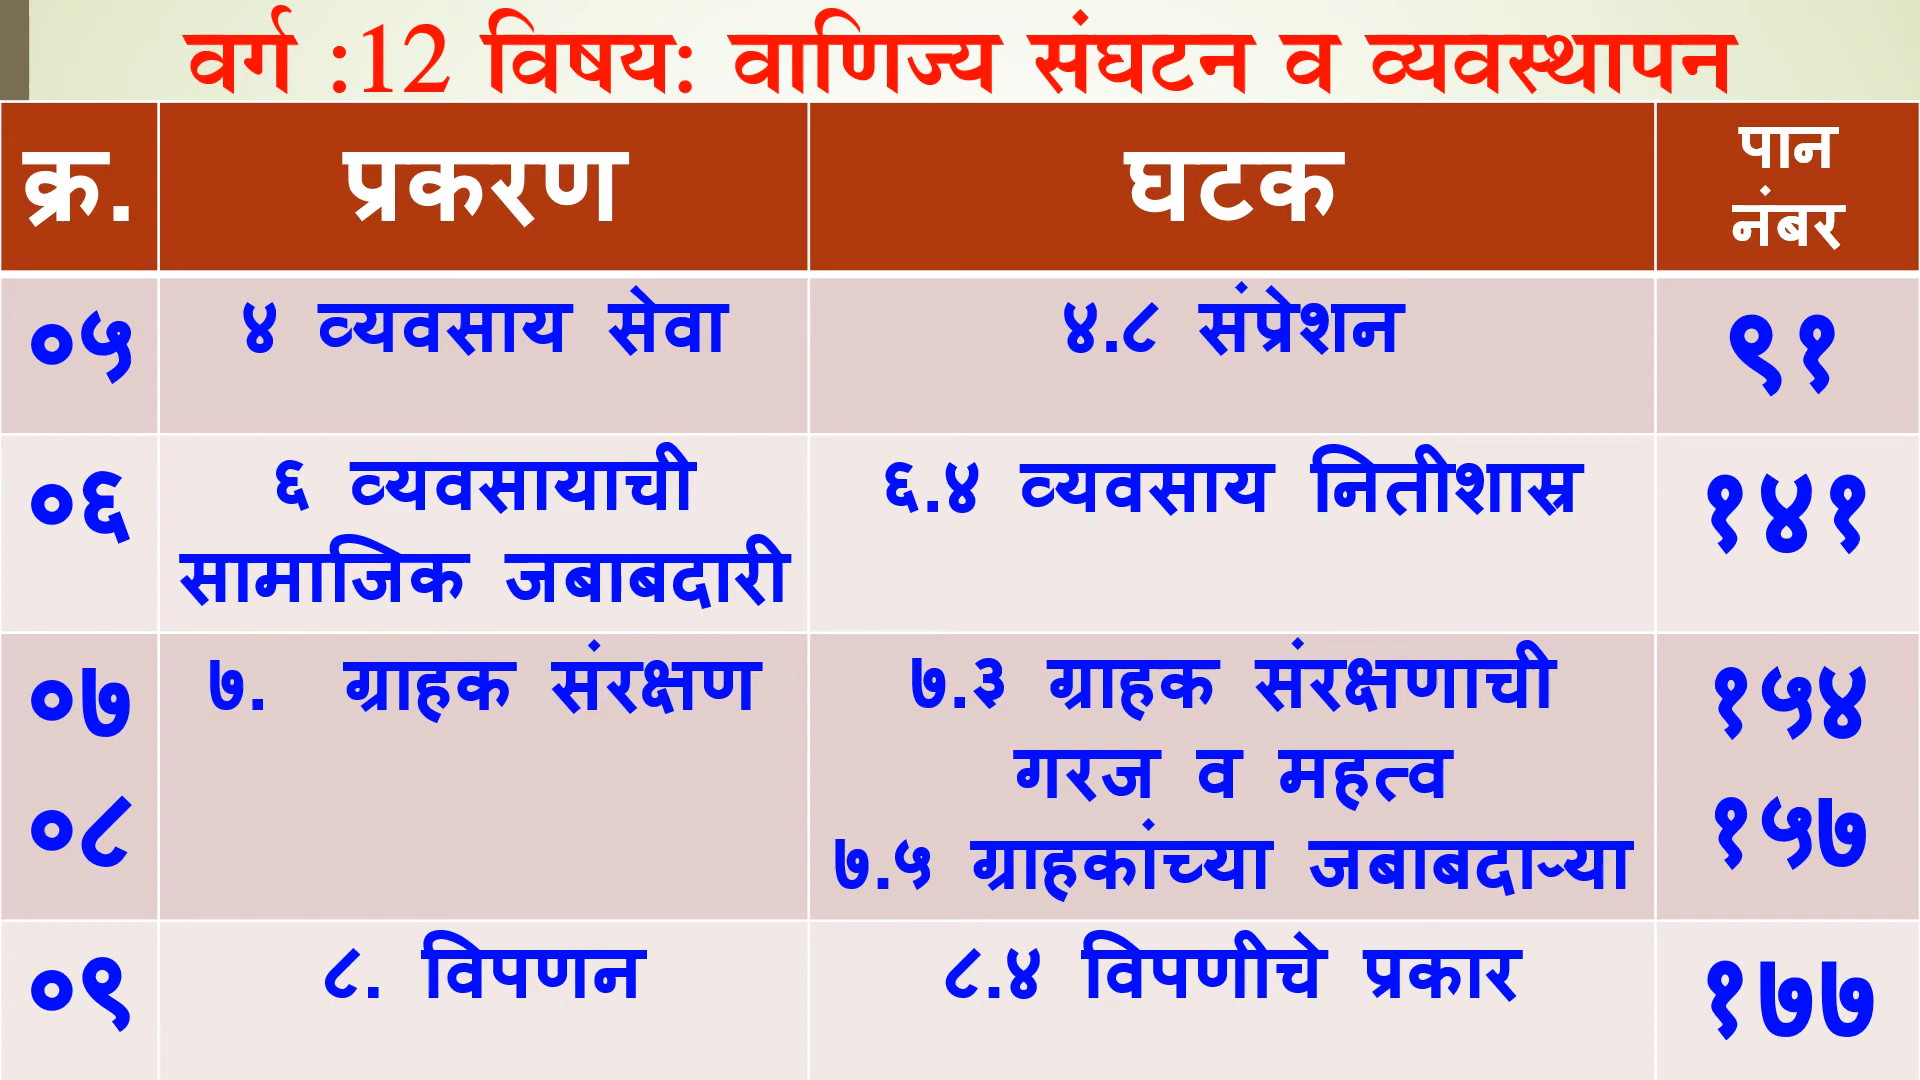 वर्ग :12 विषय: वाणिज्य संघटन व व्यवस्थापन
क्र. प्रकरण घटक पान नंबर
०५ ४ व्यवसाय सेवा ४.८ संप्रेशन ९१
०६ ६ व्यवसायाची ६.४ व्यवसाय नितीशास्र १४१
सामाजिक जबाबदारी
०७ ७. ग्राहक संरक्षण ७.३ ग्राहक संरक्षणाची १५४
गरज व महत्व
०८ ७.५ ग्राहकांच्या जबाबदाऱ्या १५७
०९ ८. विपणन ८.४ विपणीचे प्रकार १७७